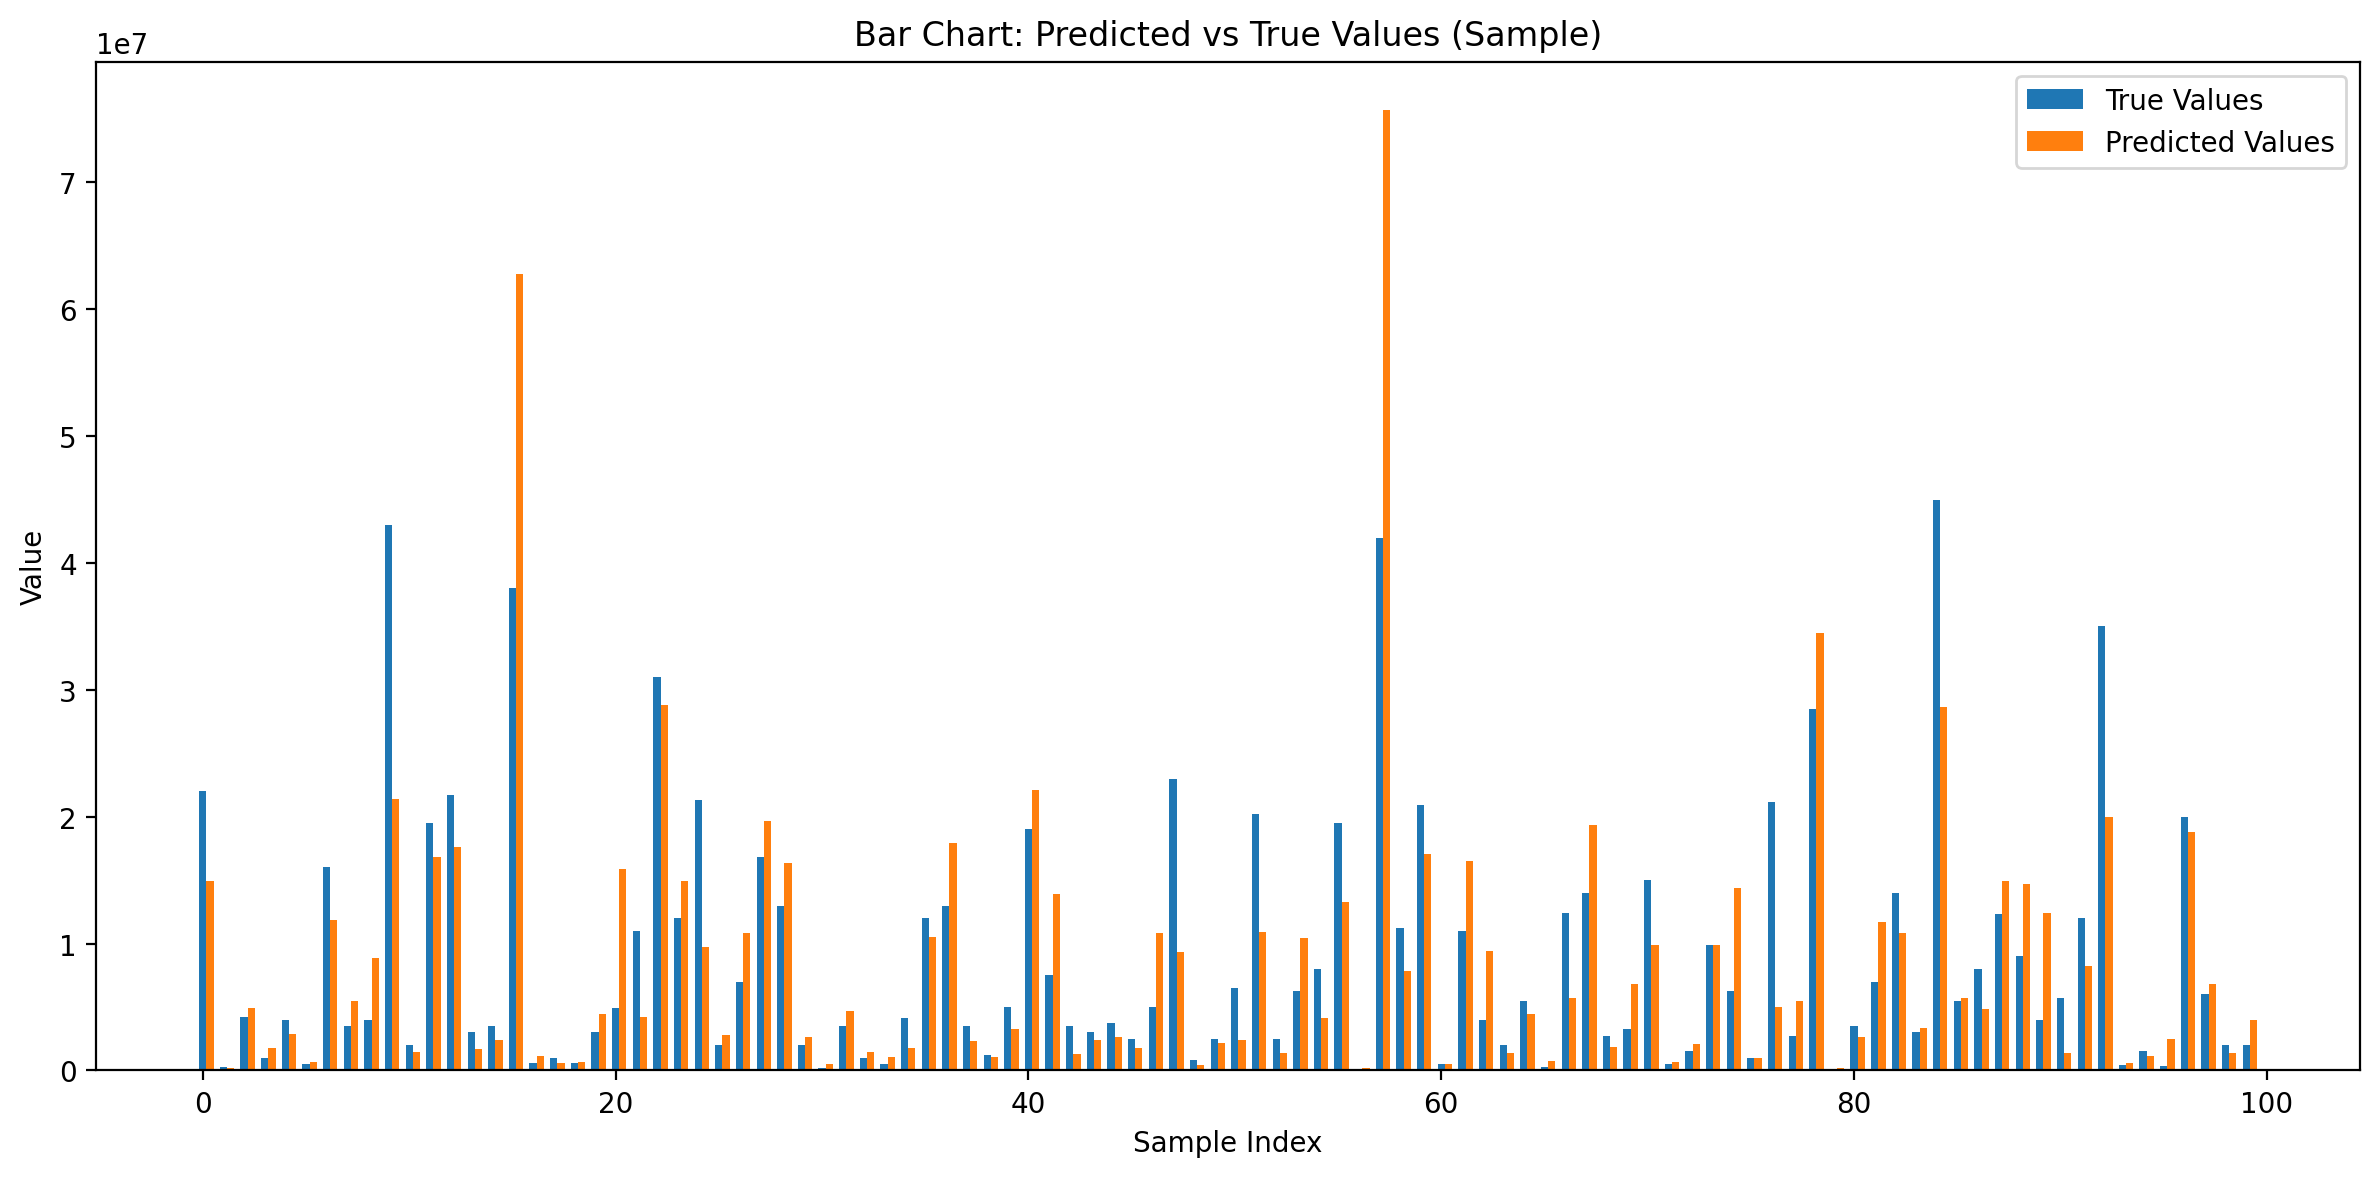 Bar Chart: Predicted vs True Values (Sample)
1e7
True Values
Predicted Values
7
6
5
4
3
2
1
0
Value
0 20 40 60 80 100
Sample Index